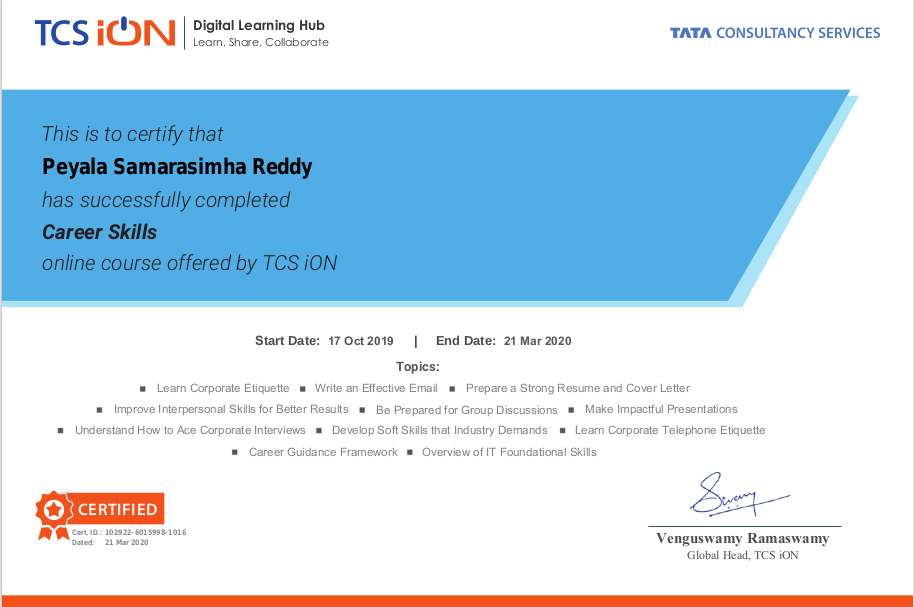 TCS iON Digital Learning Hub
Learn, Share, Collaborate
TATA CONSULTANCY SERVICES
This is to certify that
Peyala Samarasimha Reddy
has successfully completed
Career Skills
online course offered by TCS iON
Start Date: 17 Oct 2019 | End Date: 21 Mar 2020
Topics:
■ Learn Corporate Etiquette ■ Write an Effective Email ■ Prepare a Strong Resume and Cover Letter
■ Improve Interpersonal Skills for Better Results ■ Be Prepared for Group Discussions ■ Make Impactful Presentations
■ Understand How to Ace Corporate Interviews ■ Develop Soft Skills that Industry Demands ■ Learn Corporate Telephone Etiquette
■ Career Guidance Framework ■ Overview of IT Foundational Skills
CERTIFIED
Cert. ID.: 102922-6015998-1016
Dated: 21 Mar 2020
Venguswamy Ramaswamy
Global Head, TCS iON